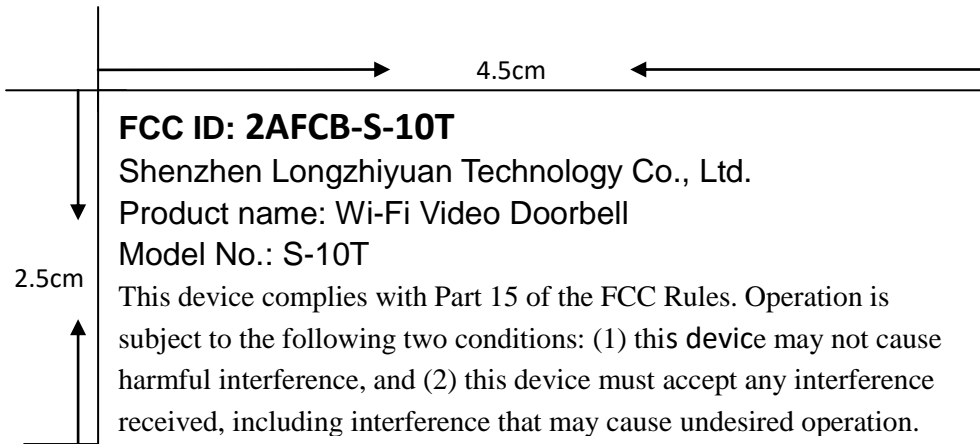 4.5cm
FCC ID: 2AFCB-S-10T
Shenzhen Longzhiyuan Technology Co., Ltd.
Product name: Wi-Fi Video Doorbell
Model No.: S-10T
2.5cm
This device complies with Part 15 of the FCC Rules. Operation is
subject to the following two conditions: (1) this device may not cause
harmful interference, and (2) this device must accept any interference
received, including interference that may cause undesired operation.